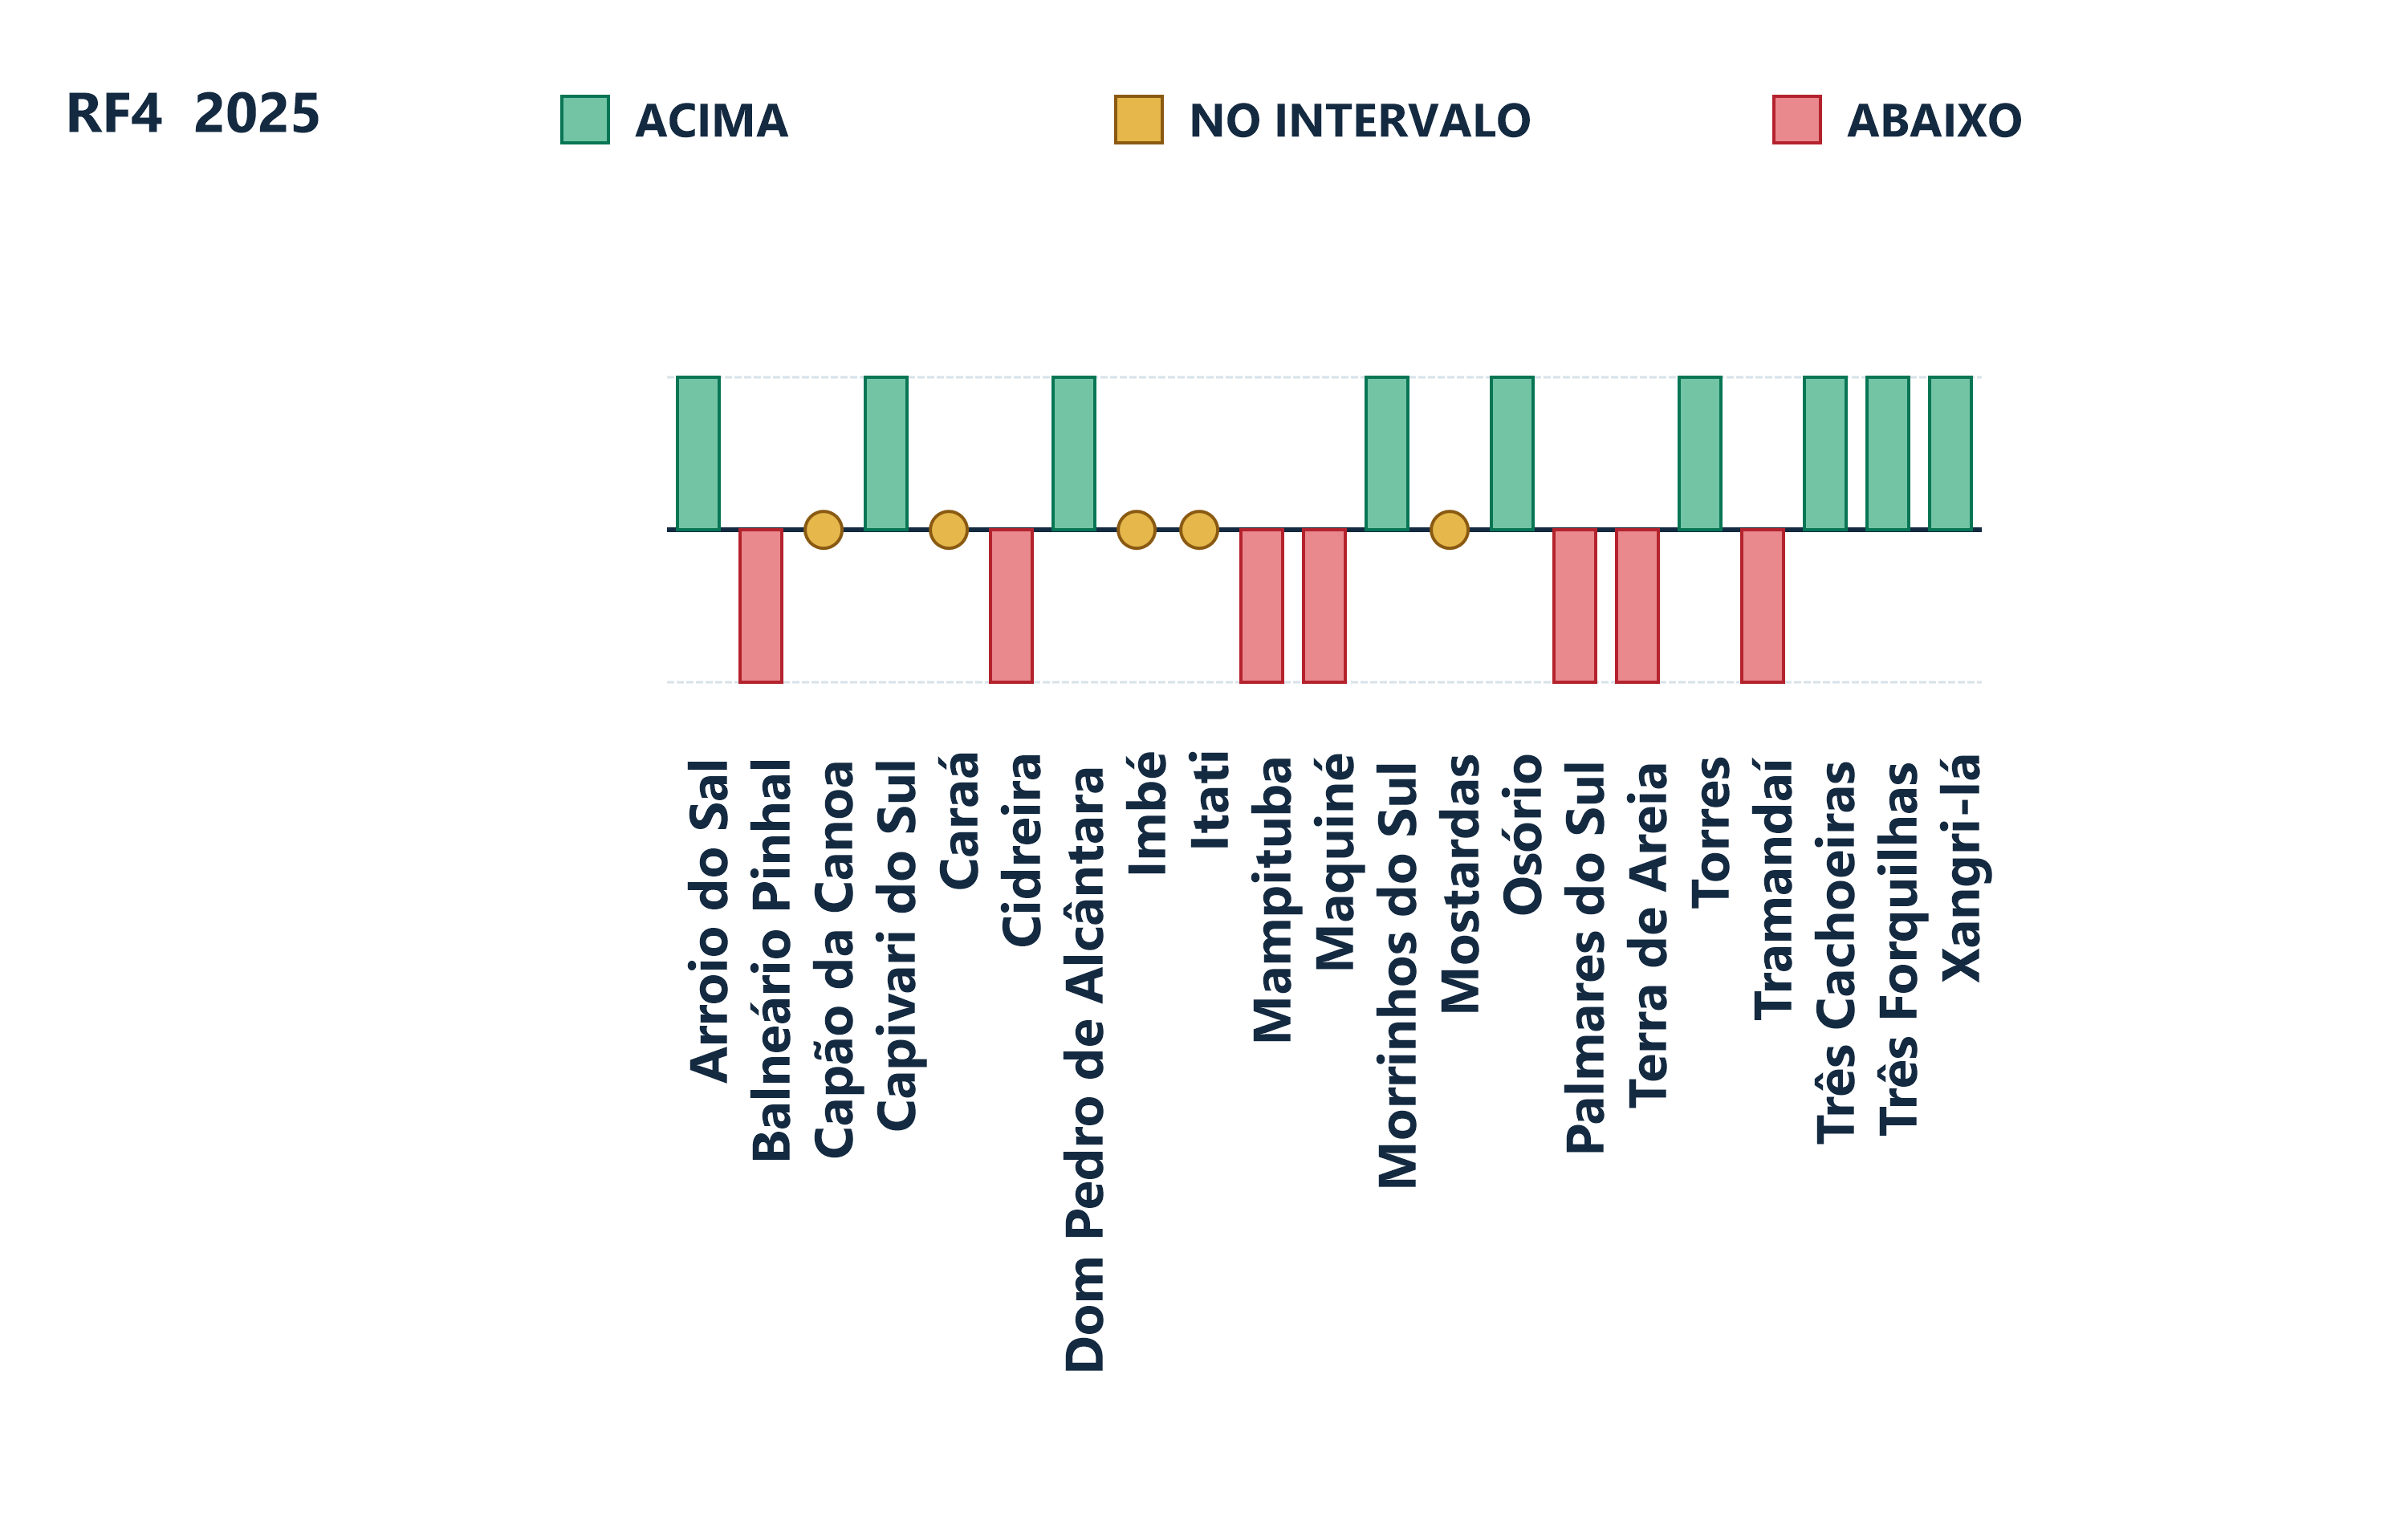 RF4 2025
ACIMA
NO INTERVALO
ABAIXO
Arroio do Sal
Balneário Pinhal
Capão da Canoa
Capivari do Sul
Caraá
Cidreira
Dom Pedro de Alcântara
Imbé
Itati
Mampituba
Maquiné
Morrinhos do Sul
Mostardas
Osório
Palmares do Sul
Terra de Areia
Torres
Tramandaí
Três Cachoeiras
Três Forquilhas
Xangri-lá